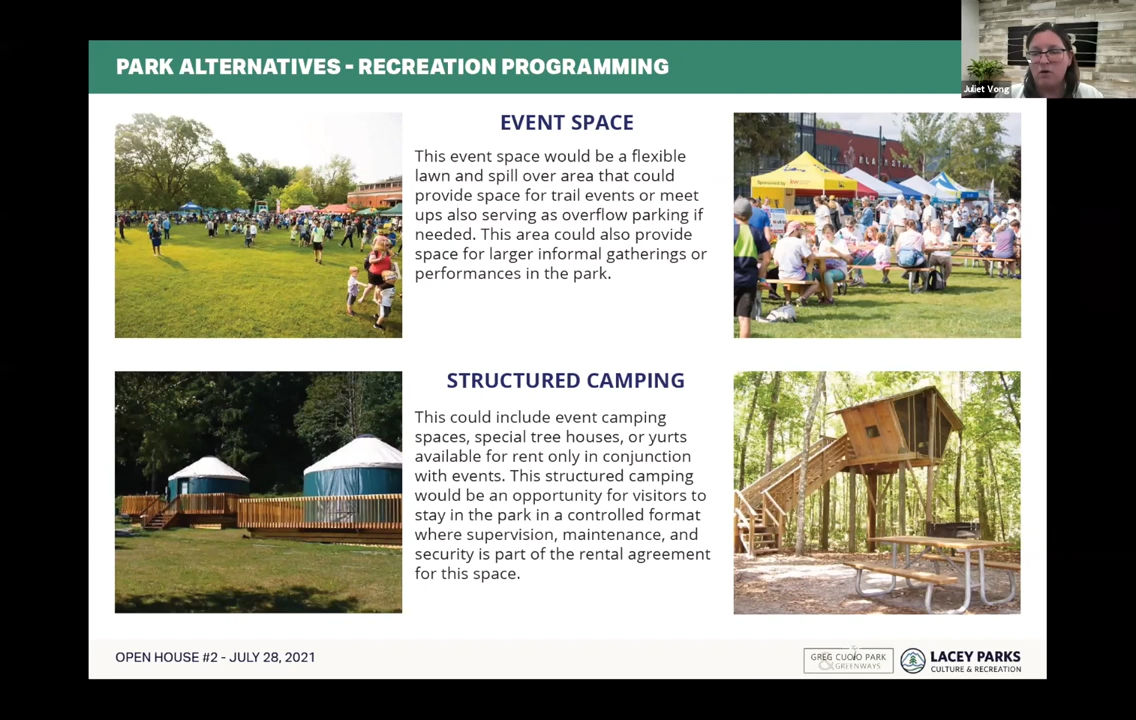 PARK ALTERNATIVES - RECREATION PROGRAMMING
Juliet Vong
EVENT SPACE
This event space would be a flexible
lawn and spill over area that could
provide space for trail events or meet
ups also serving as overflow parking if
needed. This area could also provide
space for larger informal gatherings or
performances in the park.
STRUCTURED CAMPING
This could include event camping
spaces, special tree houses, or yurts
available for rent only in conjunction
with events. This structured camping
would be an opportunity for visitors to
stay in the park in a controlled format
where supervision, maintenance, and
security is part of the rental agreement
for this space.
OPEN HOUSE #2 - JULY 28, 2021
GREG CUOIO PARK
& GREENWAYS
LACEY PARKS
CULTURE & RECREATION